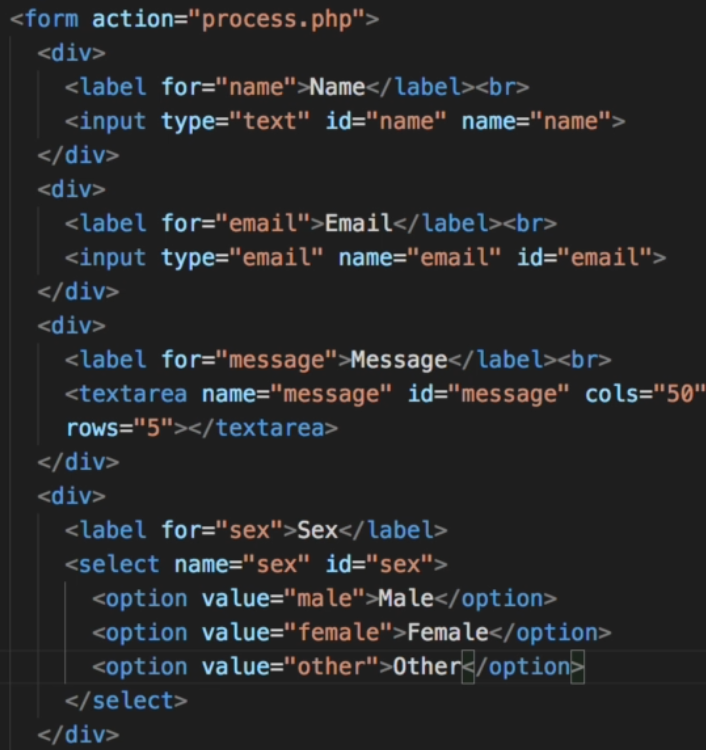 <form action="process.php">
<div>
<label for="name">Name</label><br>
<input type="text" id="name" name="name">
</div>
<div>
<label for="email">Email</label><br>
<input type="email" name="email" id="email">
</div>
<div>
<label for="message">Message</label><br>
<textarea name="message" id="message" cols="50"
rows="5"></textarea>
</div>
<div>
<label for="sex">Sex</label>
<select name="sex" id="sex">
<option value="male">Male</option>
<option value="female">Female</option>
<option value="other">Other</option>
</select>
</div>